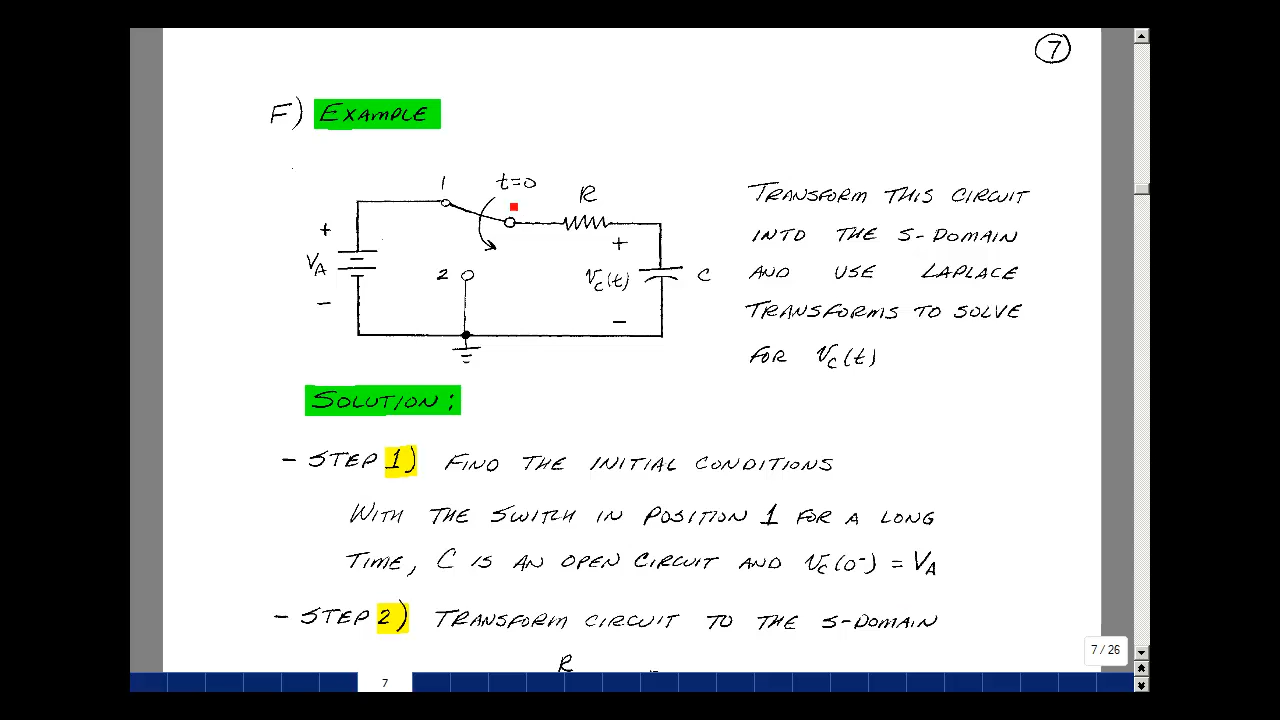 7
F) EXAMPLE
1
t=0
R
+
VA
-
2
+
vc(t)
-
C
TRANSFORM THIS CIRCUIT
INTO THE S-DOMAIN
AND USE LAPLACE
TRANSFORMS TO SOLVE
FOR vc(t)
SOLUTION:
- STEP 1) FIND THE INITIAL CONDITIONS
WITH THE SWITCH IN POSITION 1 FOR A LONG
TIME, C IS AN OPEN CIRCUIT AND vc(0-) = VA
- STEP 2) TRANSFORM CIRCUIT TO THE S-DOMAIN
R
7 / 26
7